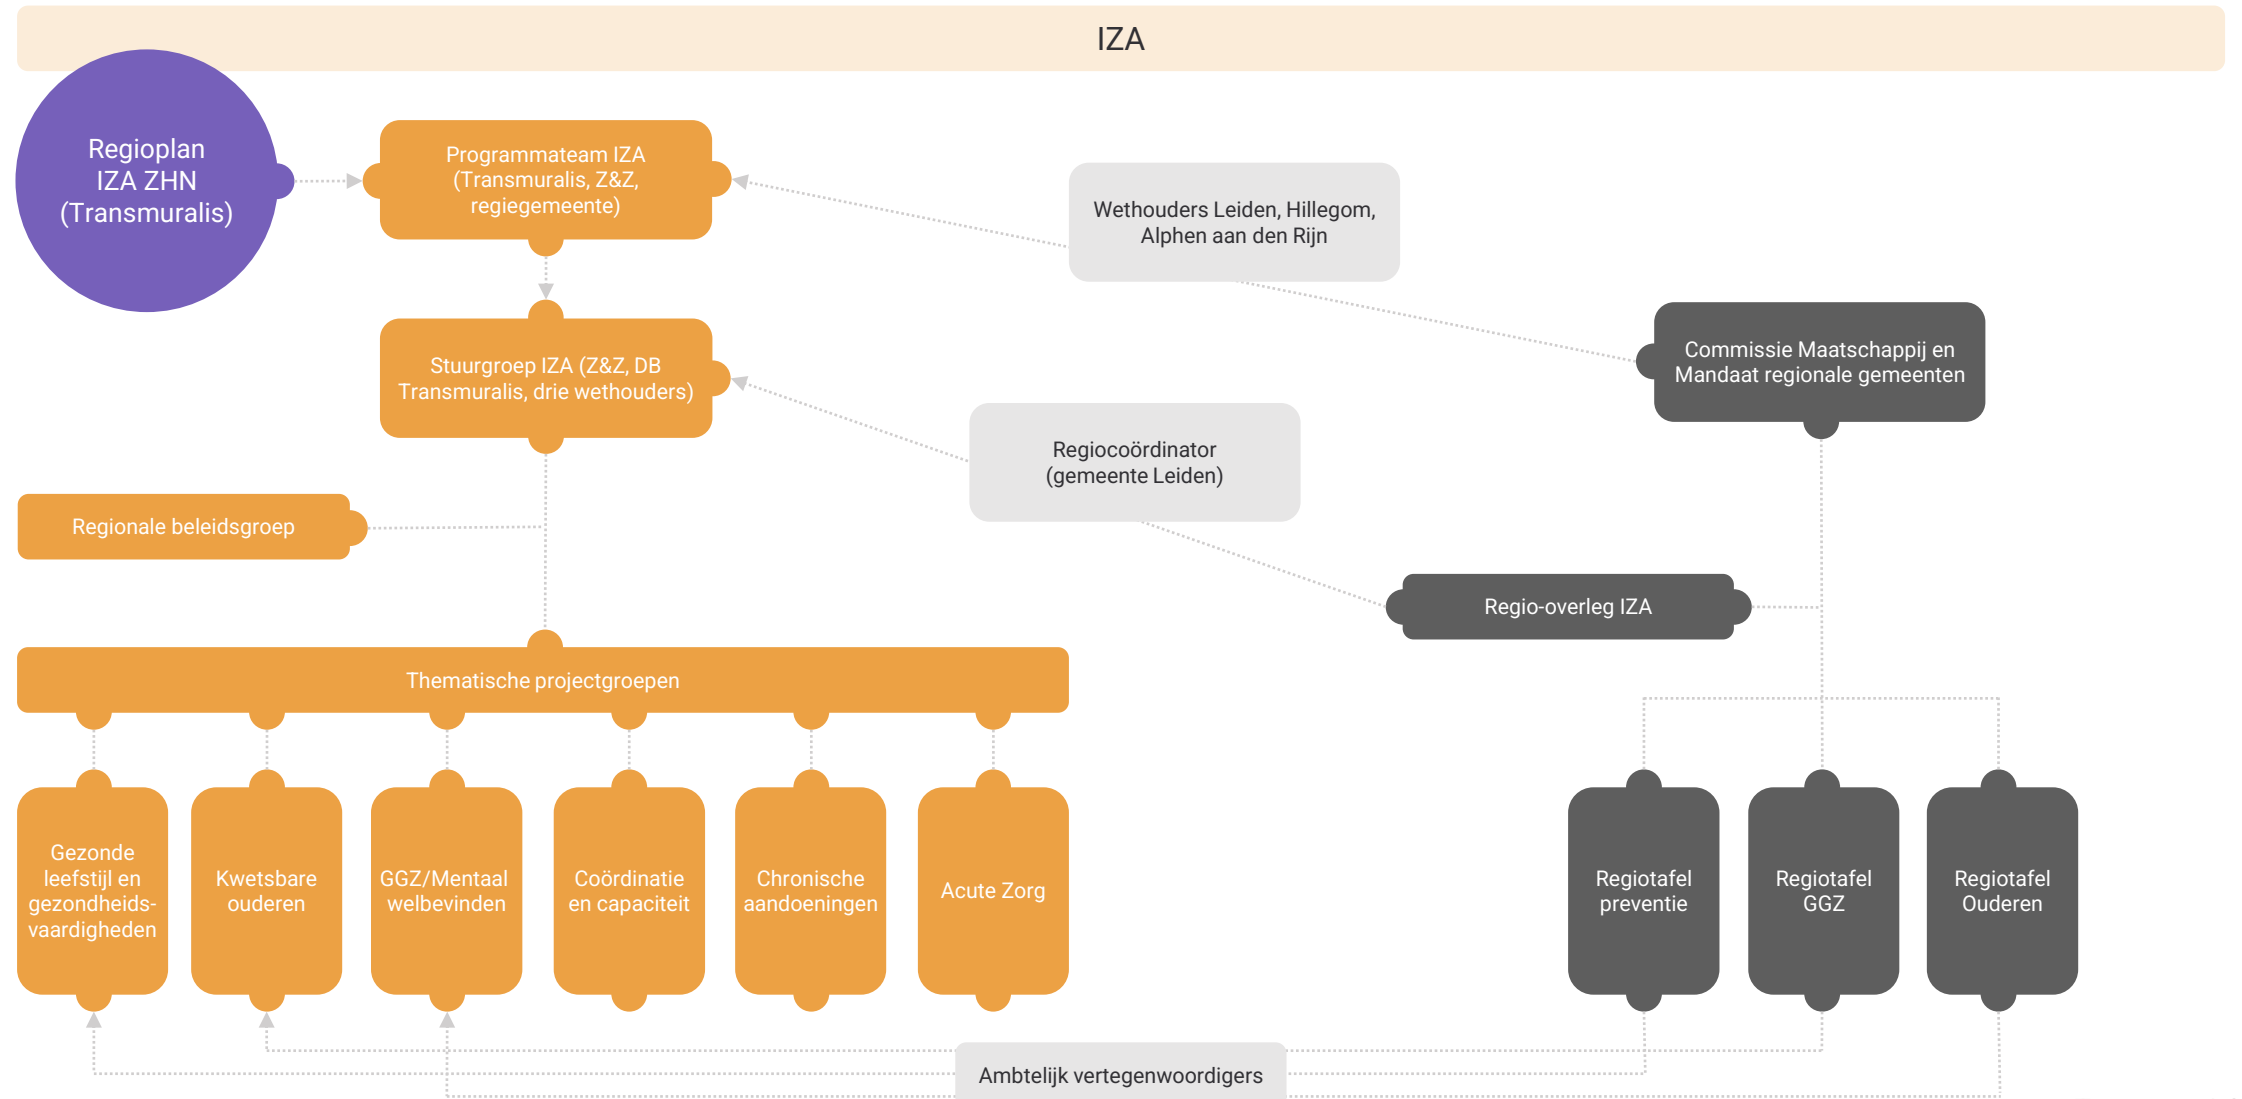 IZA
Regioplan
IZA ZHN
(Transmuralis)
Programmateam IZA
(Transmuralis, Z&Z,
regiegemeente)
Wethouders Leiden, Hillegom,
Alphen aan den Rijn
Stuurgroep IZA (Z&Z, DB
Transmuralis, drie wethouders)
Commissie Maatschappij en
Mandaat regionale gemeenten
Regiocoördinator
(gemeente Leiden)
Regionale beleidsgroep
Regio-overleg IZA
Thematische projectgroepen
Gezonde
leefstijl en
gezondheids-
vaardigheden
Kwetsbare
ouderen
GGZ/Mentaal
welbevinden
Coördinatie
en capaciteit
Chronische
aandoeningen
Acute Zorg
Regiotafel
preventie
Regiotafel
GGZ
Regiotafel
Ouderen
Ambtelijk vertegenwoordigers